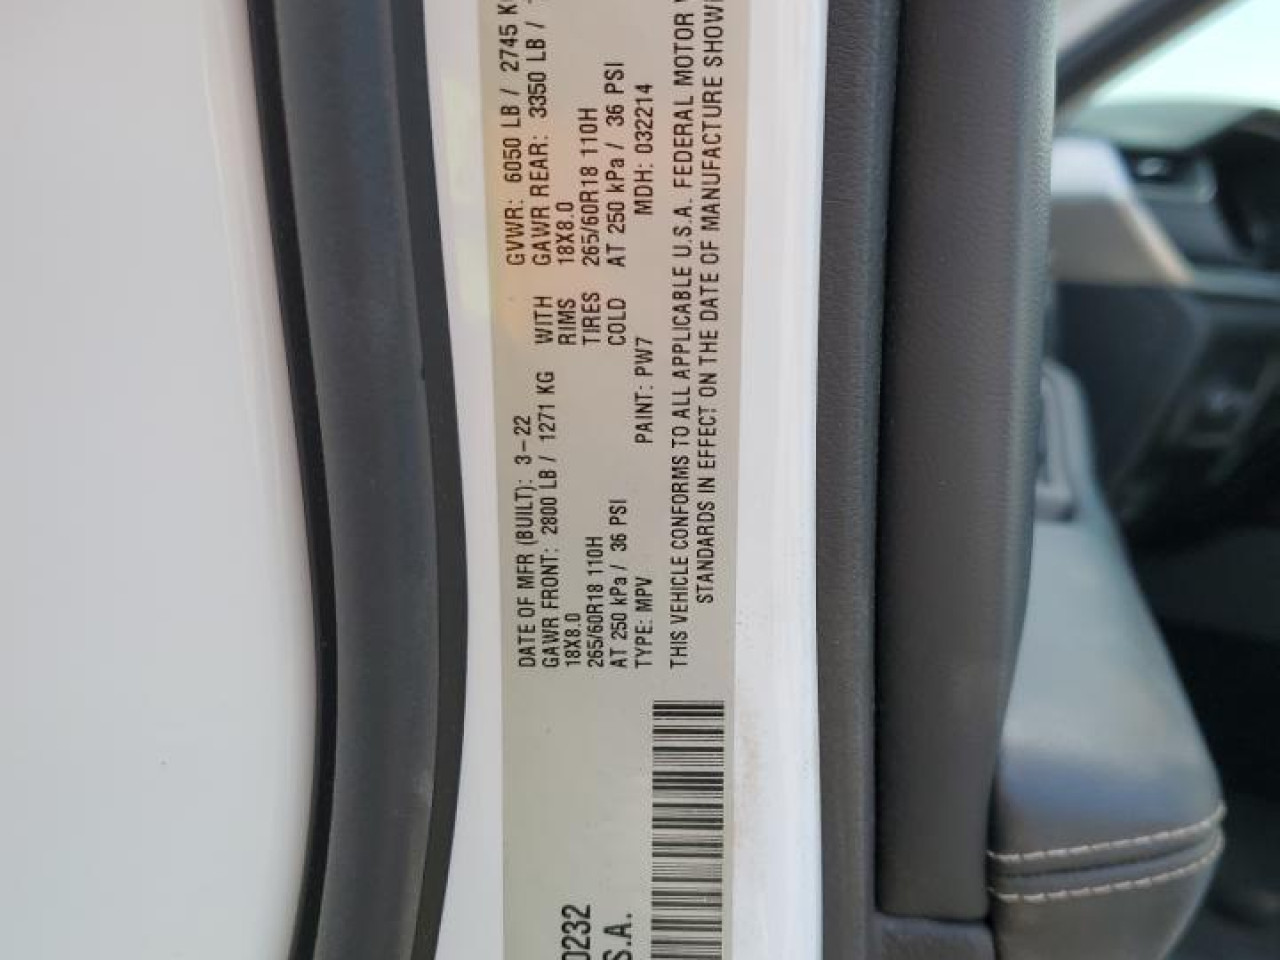 DATE OF MFR (BUILT): 3-22 GVWR: 6050 LB / 2745 KG
GAWR FRONT: 2800 LB / 1271 KG WITH GAWR REAR: 3350 LB /
18X8.0 RIMS 18X8.0
265/60R18 110H TIRES 265/60R18 110H
AT 250 kPa / 36 PSI COLD AT 250 kPa / 36 PSI
TYPE: MPV PAINT: PW7 MDH: 032214
THIS VEHICLE CONFORMS TO ALL APPLICABLE U.S.A. FEDERAL MOTOR
STANDARDS IN EFFECT ON THE DATE OF MANUFACTURE SHOW
0232
S.A.